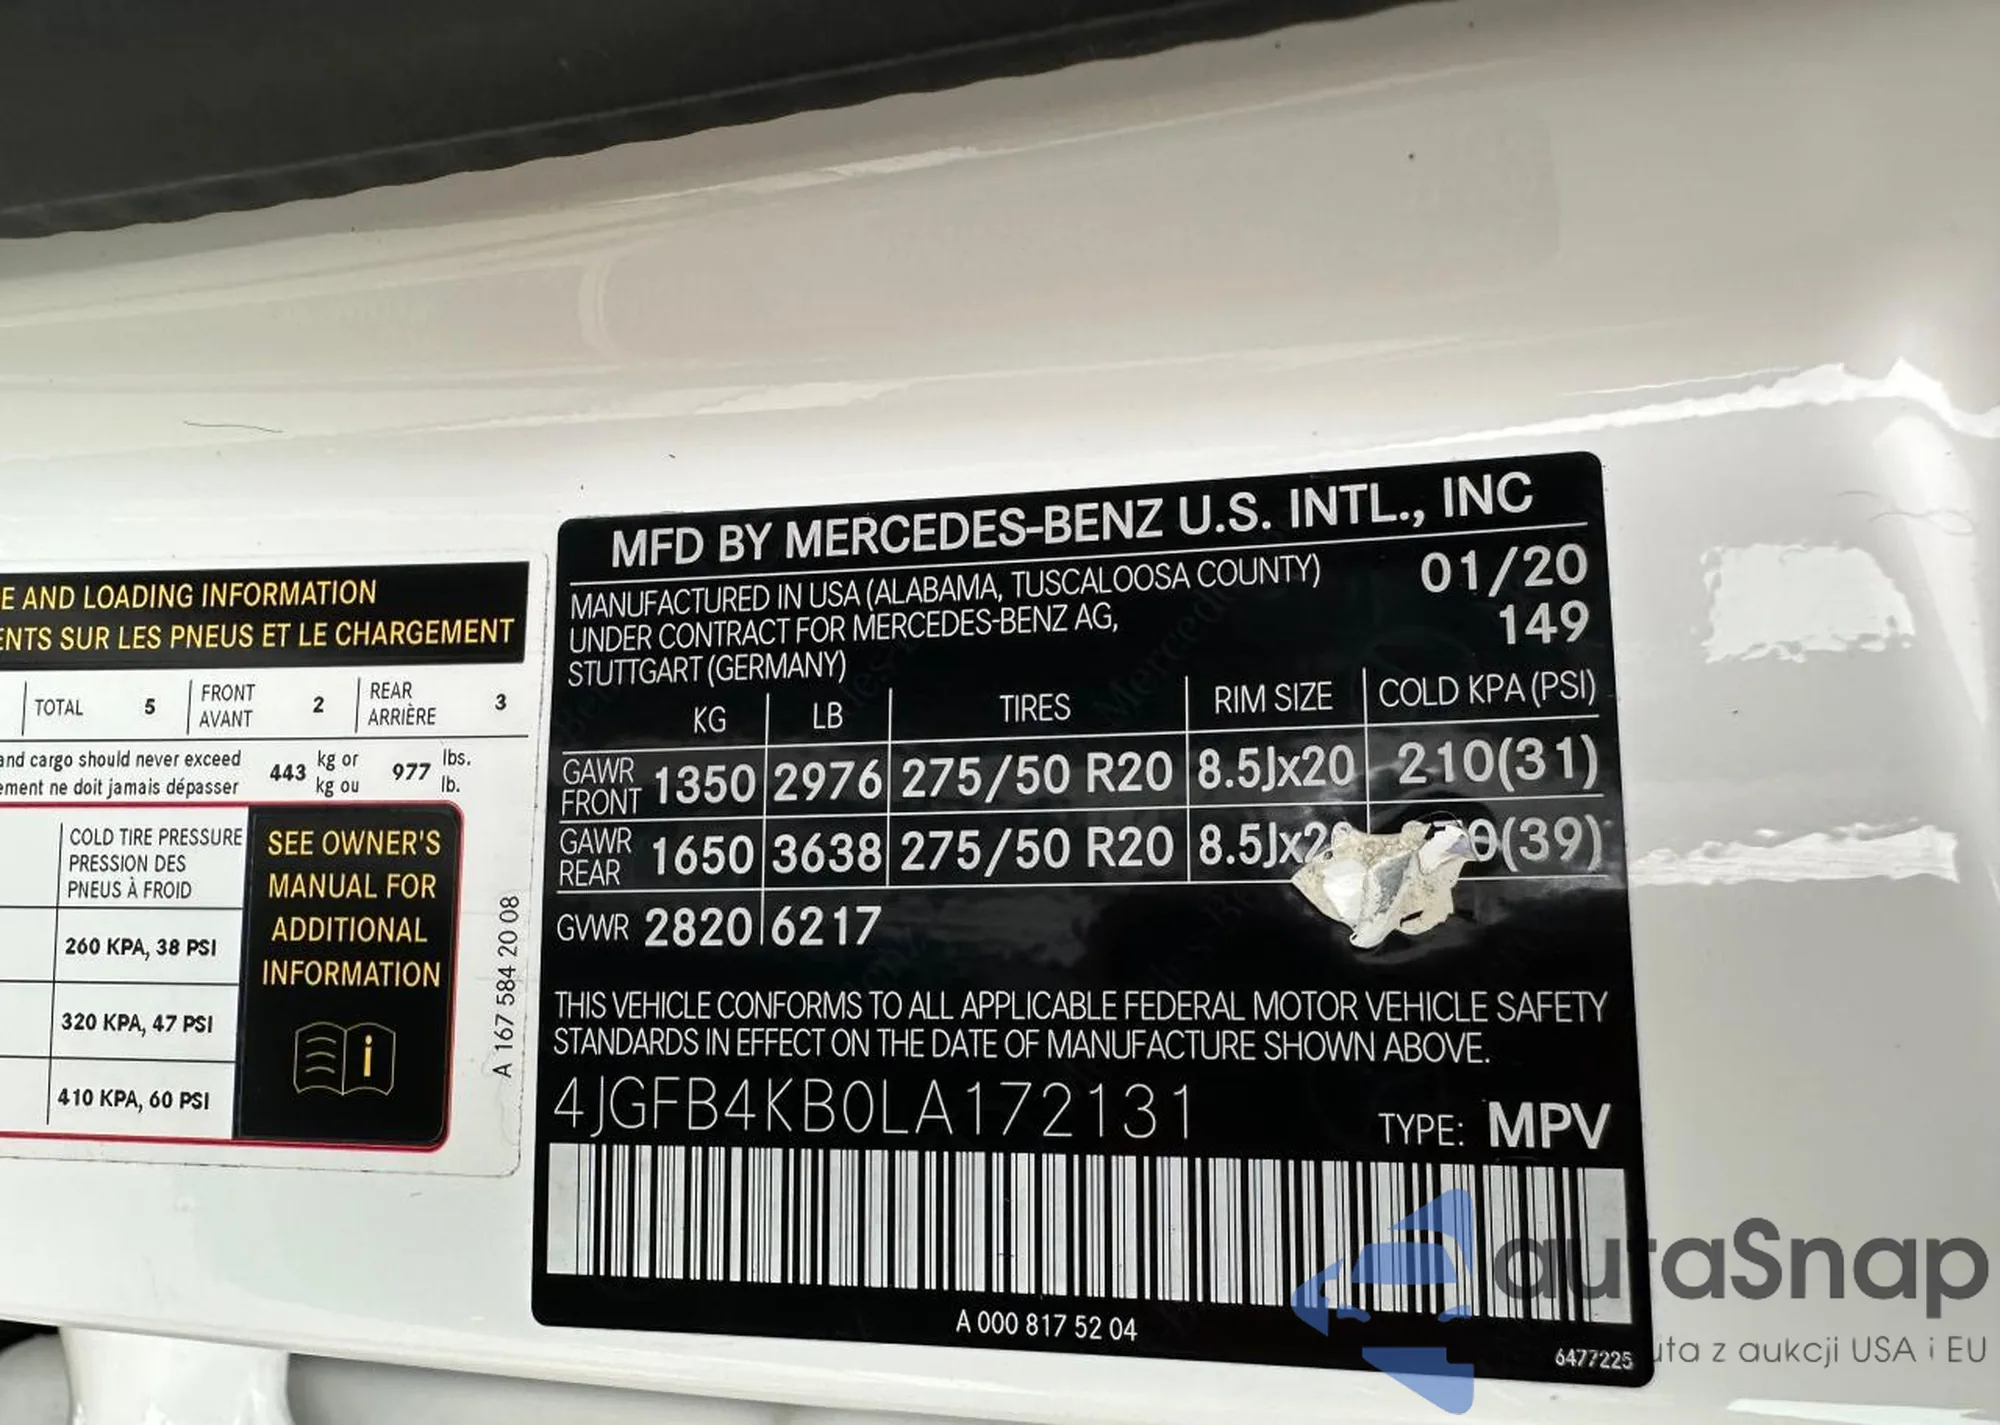 E AND LOADING INFORMATION
ENTS SUR LES PNEUS ET LE CHARGEMENT
TOTAL 5 FRONT AVANT 2 REAR ARRIÈRE 3
and cargo should never exceed 443 kg or 977 lbs.
ement ne doit jamais dépasser kg ou lb.
COLD TIRE PRESSURE
PRESSION DES
PNEUS À FROID
260 KPA, 38 PSI
320 KPA, 47 PSI
410 KPA, 60 PSI
SEE OWNER'S
MANUAL FOR
ADDITIONAL
INFORMATION
i
A 167 584 20 08
MFD BY MERCEDES-BENZ U.S. INTL., INC
MANUFACTURED IN USA (ALABAMA, TUSCALOOSA COUNTY) 01/20
UNDER CONTRACT FOR MERCEDES-BENZ AG, 149
STUTTGART (GERMANY)
KG LB TIRES RIM SIZE COLD KPA (PSI)
GAWR FRONT 1350 2976 275/50 R20 8.5Jx20 210(31)
GAWR REAR 1650 3638 275/50 R20 8.5Jx2 0(39)
GVWR 2820 6217
THIS VEHICLE CONFORMS TO ALL APPLICABLE FEDERAL MOTOR VEHICLE SAFETY
STANDARDS IN EFFECT ON THE DATE OF MANUFACTURE SHOWN ABOVE.
4JGFB4KB0LA172131
TYPE: MPV
A 000 817 52 04
6477225
autaSnap
uta z aukcji USA i EU